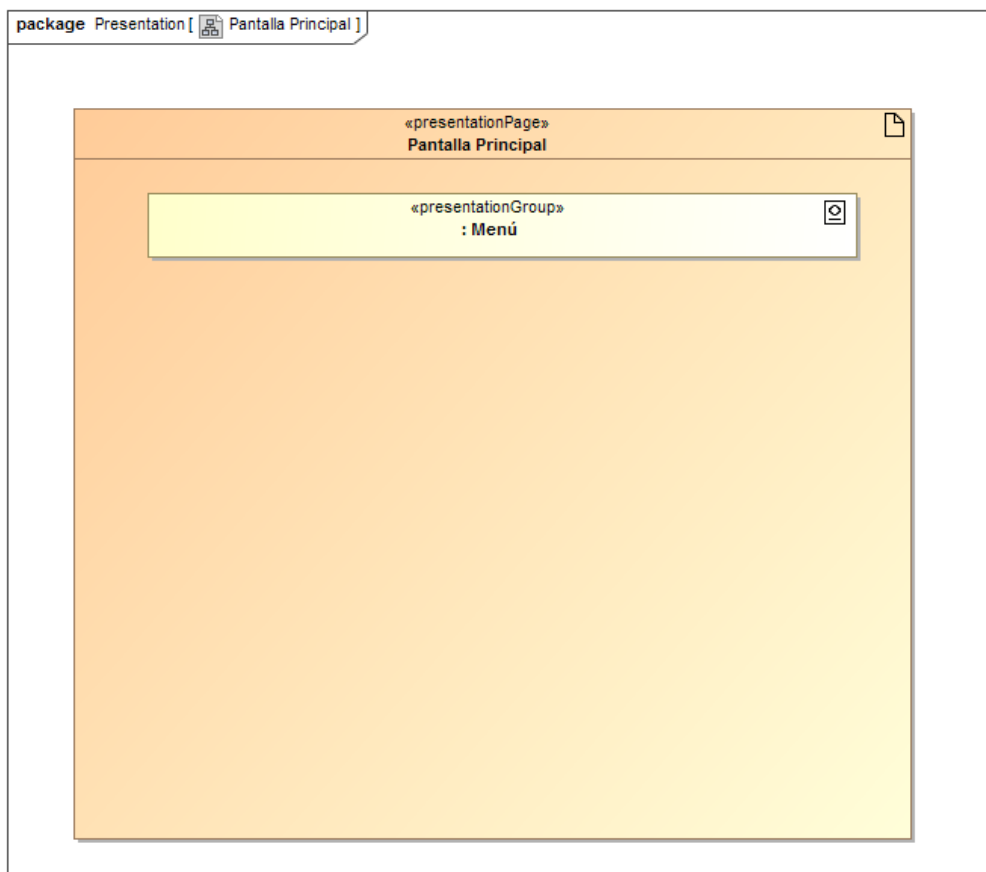 package Presentation [ Pantalla Principal ]
«presentationPage»
Pantalla Principal
«presentationGroup»
: Menú